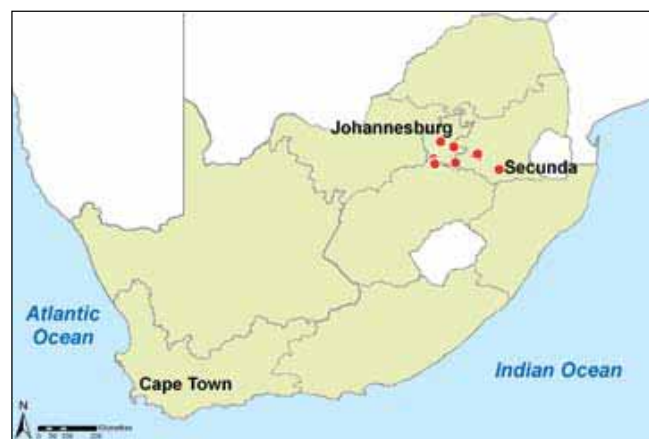 Johannesburg
Secunda
Atlantic
Ocean
Indian Ocean
Cape Town
N
Kilometres